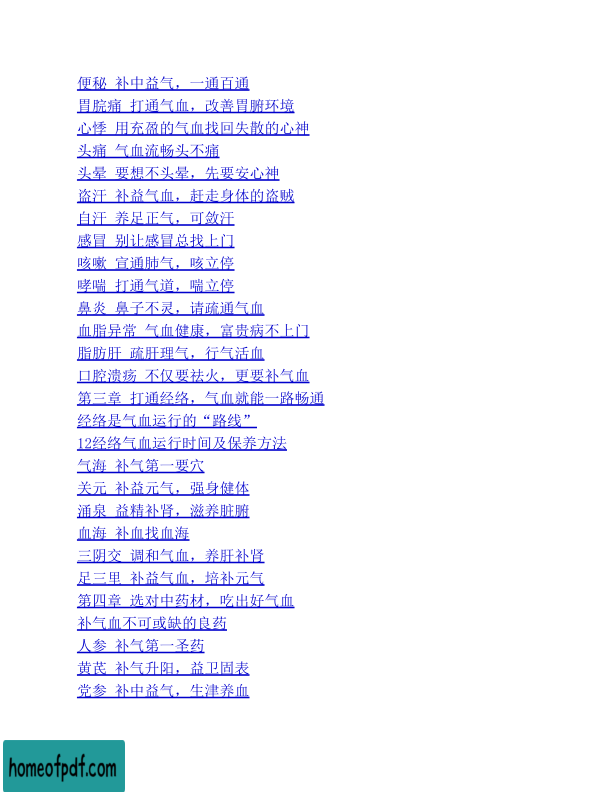 便秘 补中益气，一通百通
胃脘痛 打通气血，改善胃腑环境
心悸 用充盈的气血找回失散的心神
头痛 气血流畅头不痛
头晕 要想不头晕，先要安心神
盗汗 补益气血，赶走身体的盗贼
自汗 养足正气，可敛汗
感冒 别让感冒总找上门
咳嗽 宣通肺气，咳立停
哮喘 打通气道，喘立停
鼻炎 鼻子不灵，请疏通气血
血脂异常 气血健康，富贵病不上门
脂肪肝 疏肝理气，行气活血
口腔溃疡 不仅要祛火，更要补气血
第三章 打通经络，气血就能一路畅通
经络是气血运行的“路线”
12经络气血运行时间及保养方法
气海 补气第一要穴
关元 补益元气，强身健体
涌泉 益精补肾，滋养脏腑
血海 补血找血海
三阴交 调和气血，养肝补肾
足三里 补益气血，培补元气
第四章 选对中药材，吃出好气血
补气血不可或缺的良药
人参 补气第一圣药
黄芪 补气升阳，益卫固表
党参 补中益气，生津养血
homeofpdf.com